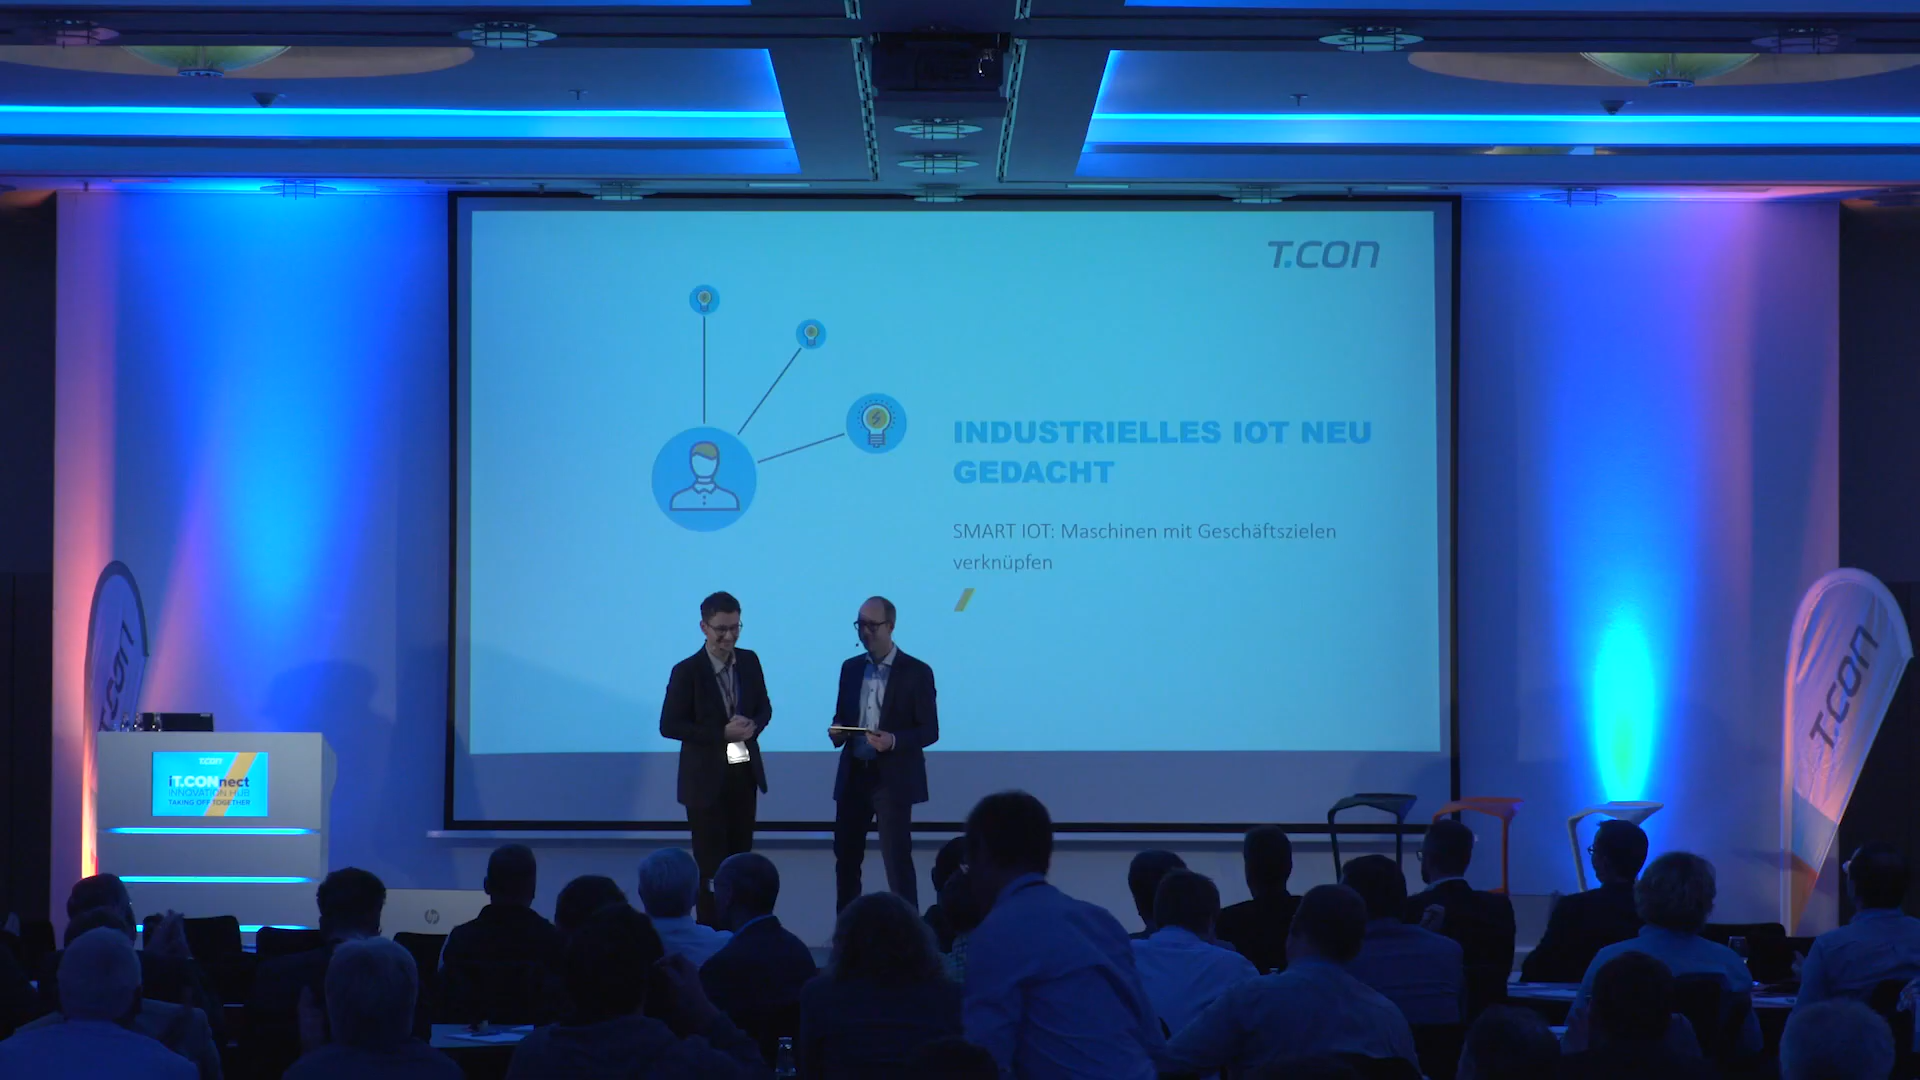 T.CON
INDUSTRIELLES IOT NEU
GEDACHT
SMART IOT: Maschinen mit Geschäftszielen
verknüpfen
T.CON
T.CON
T.CON
iT.CONnect
INNOVATION HUB
TAKING OFF TOGETHER
hp